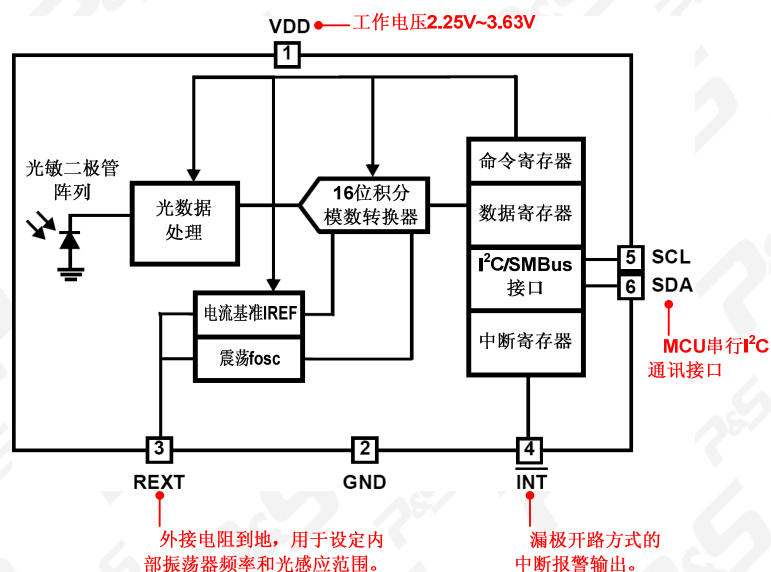 VDD
工作电压2.25V~3.63V
1
光敏二极管
阵列
光数据
处理
16位积分
模数转换器
命令寄存器
数据寄存器
I²C/SMBus
接口
中断寄存器
5
SCL
6
SDA
MCU串行I²C
通讯接口
电流基准IREF
震荡fosc
3
REXT
2
GND
4
INT
外接电阻到地，用于设定内
部振荡器频率和光感应范围。
漏极开路方式的
中断报警输出。
P&S